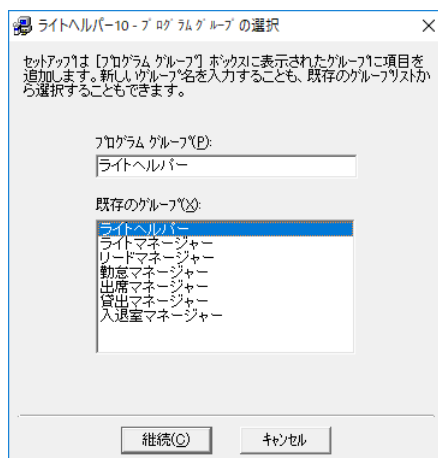 ライトヘルパー10 - ﾌﾟﾛｸﾞﾗﾑ ｸﾞﾙｰﾌﾟの選択
ｾｯﾄｱｯﾌﾟは [ﾌﾟﾛｸﾞﾗﾑ ｸﾞﾙｰﾌﾟ] ﾎﾞｯｸｽに表示されたｸﾞﾙｰﾌﾟに項目を
追加します。新しいｸﾞﾙｰﾌﾟ名を入力することも、既存のｸﾞﾙｰﾌﾟﾘｽﾄか
ら選択することもできます。
ﾌﾟﾛｸﾞﾗﾑ ｸﾞﾙｰﾌﾟ(P):
ライトヘルパー
既存のｸﾞﾙｰﾌﾟ(X):
ライトヘルパー
ライトマネージャー
リードマネージャー
勤怠マネージャー
出席マネージャー
貸出マネージャー
入退室マネージャー
継続(C)
ｷｬﾝｾﾙ